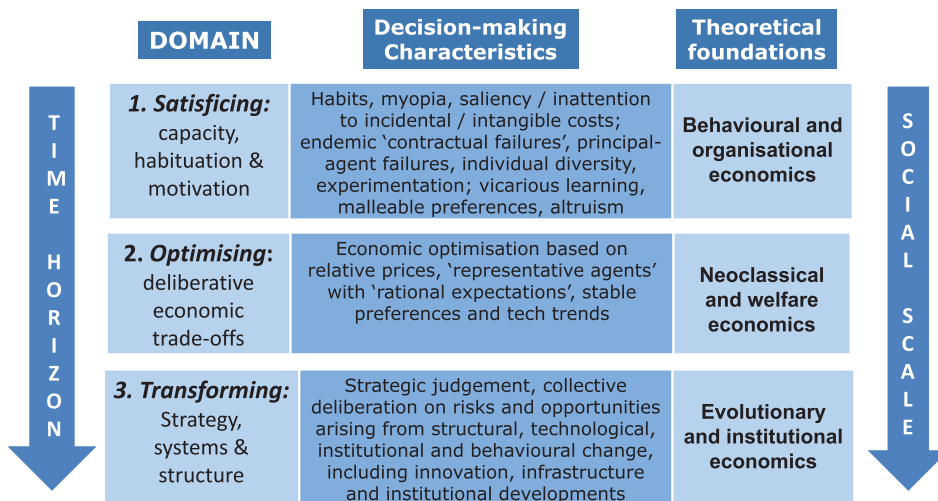 DOMAIN
Decision-making
Characteristics
Theoretical
foundations
TIME HORIZON
1. Satisficing:
capacity,
habituation &
motivation
Habits, myopia, saliency / inattention
to incidental / intangible costs;
endemic ‘contractual failures’, principal-
agent failures, individual diversity,
experimentation; vicarious learning,
malleable preferences, altruism
Behavioural and
organisational
economics
2. Optimising:
deliberative
economic
trade-offs
Economic optimisation based on
relative prices, ‘representative agents’
with ‘rational expectations’, stable
preferences and tech trends
Neoclassical
and welfare
economics
3. Transforming:
Strategy,
systems &
structure
Strategic judgement, collective
deliberation on risks and opportunities
arising from structural, technological,
institutional and behavioural change,
including innovation, infrastructure
and institutional developments
Evolutionary
and institutional
economics
SOCIAL SCALE